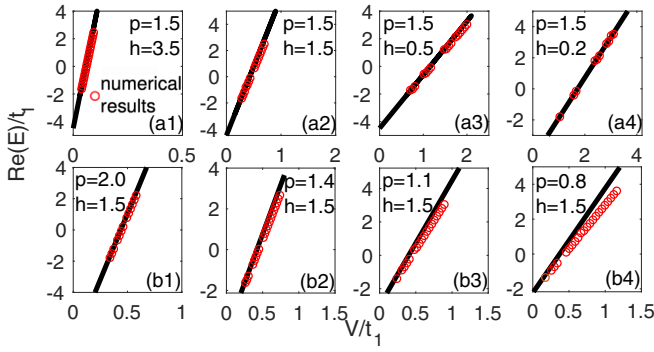 Re(E)/t₁
4
2
0
-2
-4
p=1.5
h=3.5
numerical
results
(a1)
0
0.5
4
2
0
-2
-4
p=1.5
h=1.5
(a2)
0
1
2
4
2
0
-2
-4
p=1.5
h=0.5
(a3)
0
1
2
4
2
0
-2
p=1.5
h=0.2
(a4)
0
2
4
4
2
0
-2
-4
p=2.0
h=1.5
(b1)
0
0.5
1
4
2
0
-2
p=1.4
h=1.5
(b2)
0
0.5
1
1.5
4
2
0
-2
p=1.1
h=1.5
(b3)
0
0.5
1
1.5
4
2
0
-2
p=0.8
h=1.5
(b4)
0
0.5
1
1.5
V/t₁